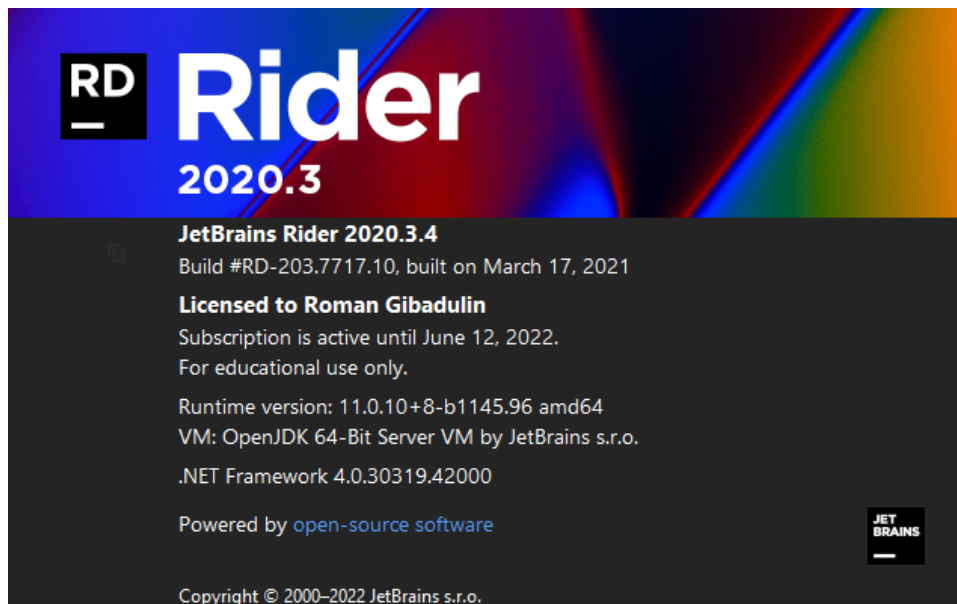 RD
Rider
2020.3
JetBrains Rider 2020.3.4
Build #RD-203.7717.10, built on March 17, 2021
Licensed to Roman Gibadulin
Subscription is active until June 12, 2022.
For educational use only.
Runtime version: 11.0.10+8-b1145.96 amd64
VM: OpenJDK 64-Bit Server VM by JetBrains s.r.o.
.NET Framework 4.0.30319.42000
Powered by open-source software
JET
BRAINS
Copyright © 2000–2022 JetBrains s.r.o.